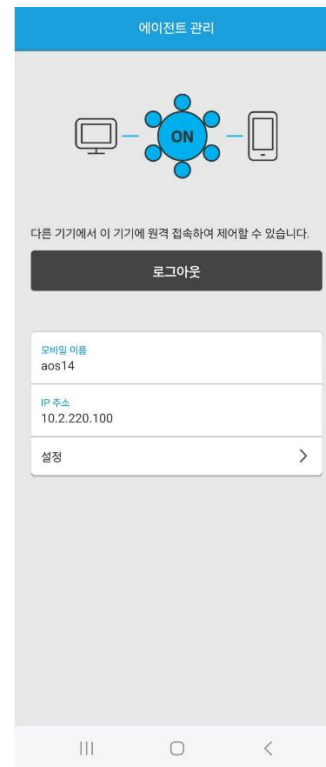 에이전트 관리
ON
다른 기기에서 이 기기에 원격 접속하여 제어할 수 있습니다.
로그아웃
모바일 이름
aos14
IP 주소
10.2.220.100
설정